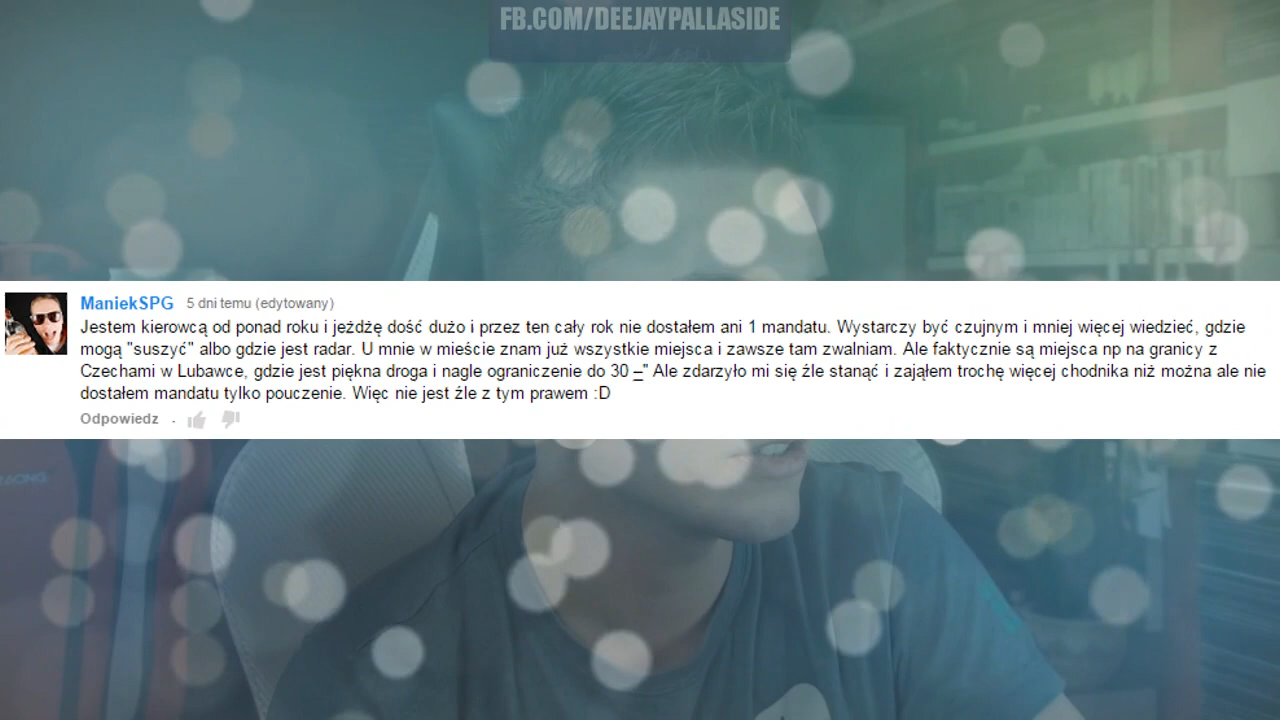 FB.COM/DEEJAYPALLASIDE
ManiekSPG 5 dni temu (edytowany)
Jestem kierowcą od ponad roku i jeżdżę dość dużo i przez ten cały rok nie dostałem ani 1 mandatu. Wystarczy być czujnym i mniej więcej wiedzieć, gdzie
mogą "suszyć" albo gdzie jest radar. U mnie w mieście znam już wszystkie miejsca i zawsze tam zwalniam. Ale faktycznie są miejsca np na granicy z
Czechami w Lubawce, gdzie jest piękna droga i nagle ograniczenie do 30 –" Ale zdarzyło mi się źle stanąć i zająłem trochę więcej chodnika niż można ale nie
dostałem mandatu tylko pouczenie. Więc nie jest źle z tym prawem :D
Odpowiedz ·
RACING